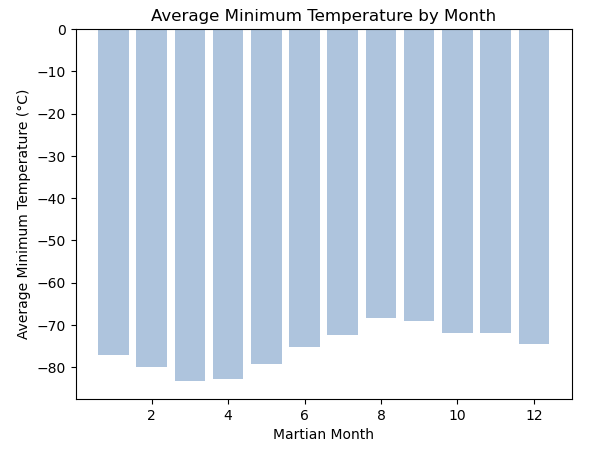 Average Minimum Temperature by Month
Average Minimum Temperature (°C)
0
−10
−20
−30
−40
−50
−60
−70
−80
2 4 6 8 10 12
Martian Month